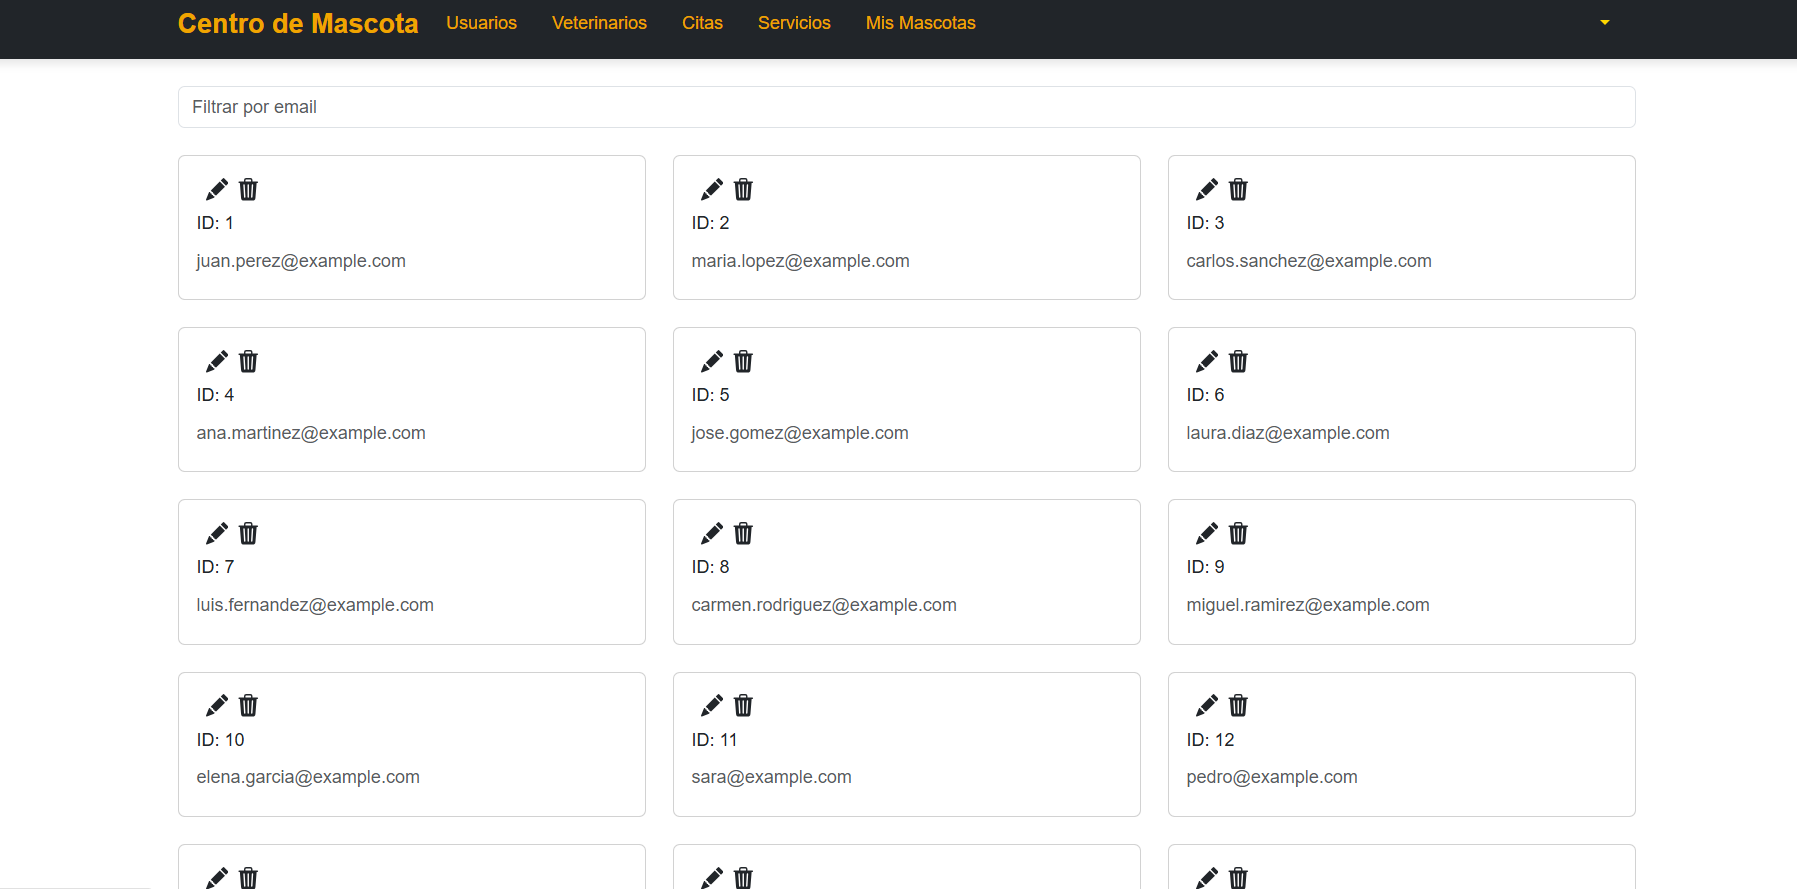 Centro de Mascota Usuarios Veterinarios Citas Servicios Mis Mascotas
Filtrar por email
ID: 1
juan.perez@example.com
ID: 2
maria.lopez@example.com
ID: 3
carlos.sanchez@example.com
ID: 4
ana.martinez@example.com
ID: 5
jose.gomez@example.com
ID: 6
laura.diaz@example.com
ID: 7
luis.fernandez@example.com
ID: 8
carmen.rodriguez@example.com
ID: 9
miguel.ramirez@example.com
ID: 10
elena.garcia@example.com
ID: 11
sara@example.com
ID: 12
pedro@example.com